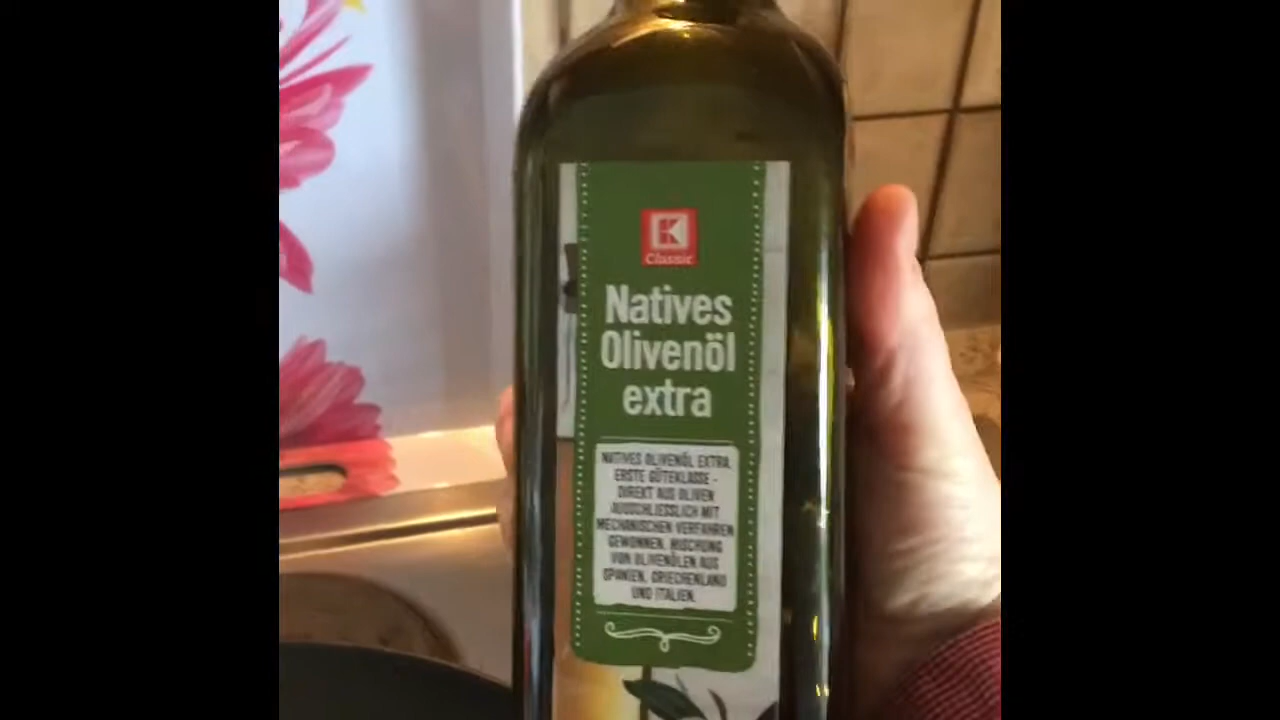 K
Classic
Natives
Olivenöl
extra
NATIVES OLIVENÖL EXTRA.
ERSTE GÜTEKLASSE -
DIREKT AUS OLIVEN
AUSSCHLIESSLICH MIT
MECHANISCHEN VERFAHREN
GEWONNEN. MISCHUNG
VON OLIVENÖLEN AUS
SPANIEN, GRIECHENLAND
UND ITALIEN.